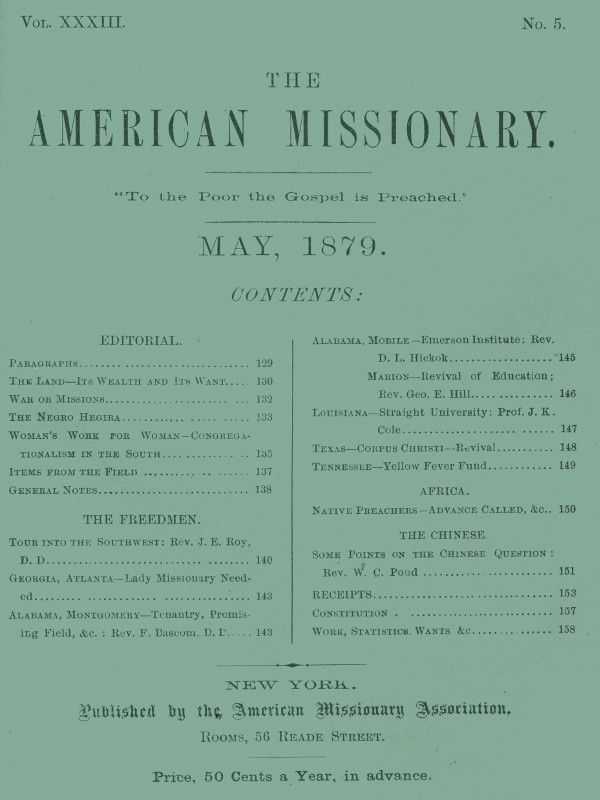 VOL. XXXIII.
No. 5.
THE
AMERICAN MISSIONARY.
"To the Poor the Gospel is Preached."
MAY, 1879.
CONTENTS:
EDITORIAL.
PARAGRAPHS........ 129
THE LAND—ITS WEALTH AND ITS WANT..... 130
WAR OR MISSIONS........ 132
THE NEGRO HEGIRA........ 133
WOMAN'S WORK FOR WOMAN—CONGREGA-
TIONALISM IN THE SOUTH........ 135
ITEMS FROM THE FIELD ........ 137
GENERAL NOTES........ 138
THE FREEDMEN.
TOUR INTO THE SOUTHWEST: Rev. J. E. Roy,
D. D........ 140
GEORGIA, ATLANTA—Lady Missionary Need-
ed........ 143
ALABAMA, MONTGOMERY—Tenantry, Promis-
ing Field, &c.: Rev. F. Bascom, D. D..... 143
ALABAMA, MOBILE—Emerson Institute: Rev.
D. L. Hickok........ 145
MARION—Revival of Education;
Rev. Geo. E. Hill........ 146
LOUISIANA—Straight University: Prof. J. K.
Cole........ 147
TEXAS—CORPUS CHRISTI—Revival........ 148
TENNESSEE—Yellow Fever Fund........ 149
AFRICA.
NATIVE PREACHERS—ADVANCE CALLED, &c.. 150
THE CHINESE
SOME POINTS ON THE CHINESE QUESTION:
Rev. W. C. Pond ........ 151
RECEIPTS........ 153
CONSTITUTION ........ 157
WORK, STATISTICS, WANTS &c........ 158
NEW YORK.
Published by the American Missionary Association,
ROOMS, 56 READE STREET.
Price, 50 Cents a Year, in advance.